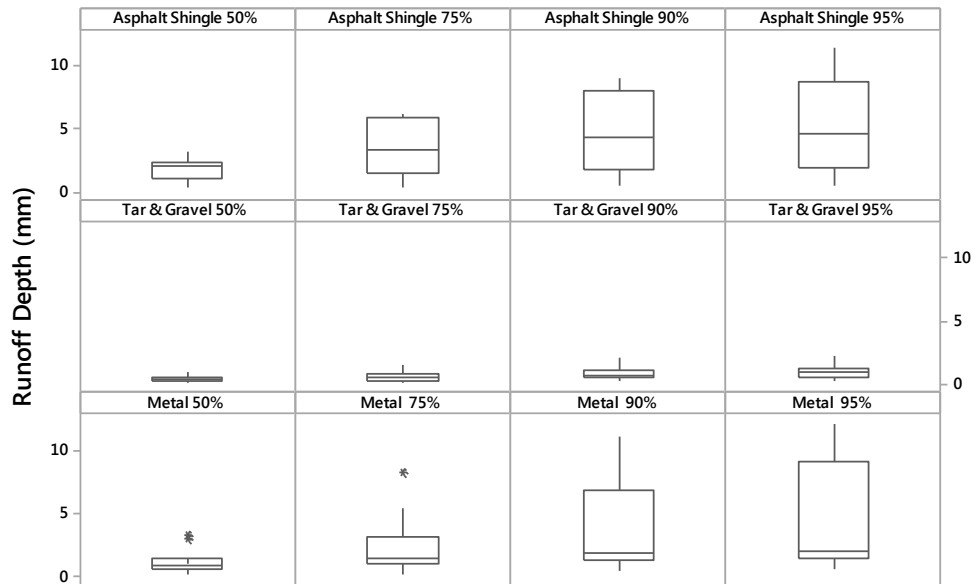 Asphalt Shingle 50% Asphalt Shingle 75% Asphalt Shingle 90% Asphalt Shingle 95%
10
5
0
Tar & Gravel 50% Tar & Gravel 75% Tar & Gravel 90% Tar & Gravel 95%
10
5
0
Metal 50% Metal 75% Metal 90% Metal 95%
10
5
0
Runoff Depth (mm)